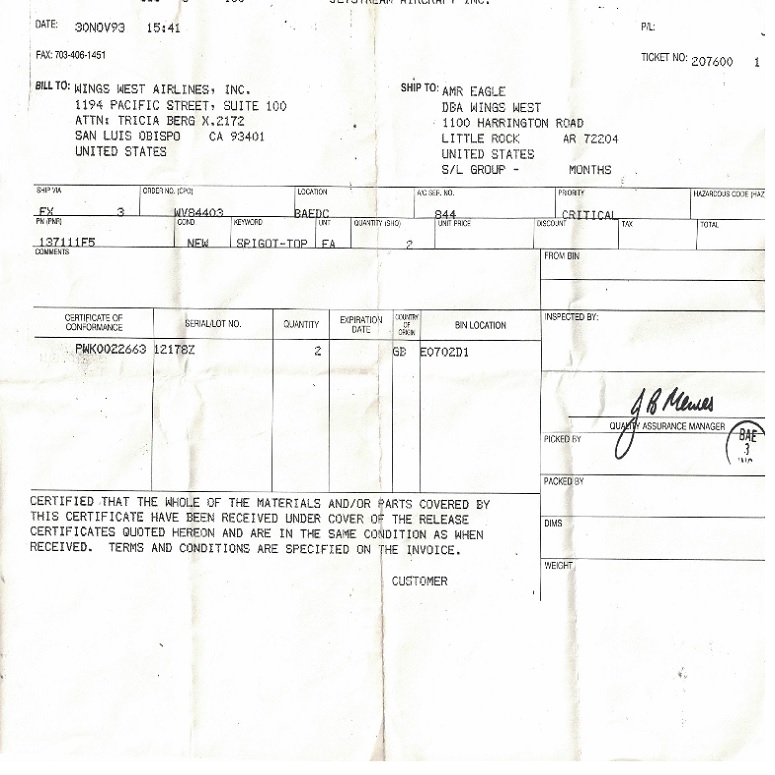 JETSTREAM AIRCRAFT INC.
DATE: 30NOV93 15:41
P/L:
FAX: 703-406-1451
TICKET NO: 207600 1
BILL TO: WINGS WEST AIRLINES, INC.
1194 PACIFIC STREET, SUITE 100
ATTN: TRICIA BERG X.2172
SAN LUIS OBISPO CA 93401
UNITED STATES
SHIP TO: AMR EAGLE
DBA WINGS WEST
1100 HARRINGTON ROAD
LITTLE ROCK AR 72204
UNITED STATES
S/L GROUP - MONTHS
SHIP VIA ORDER NO. (CPO) LOCATION A/C SER. NO. PRIORITY HAZARDOUS CODE (HAZ
FX 3 WV84403 BAEDC 844 CRITICAL
PN (PNR) COND KEYWORD UNT QUANTITY (SHQ) UNIT PRICE DISCOUNT TAX TOTAL
137111F5 NEW SPIGOT-TOP EA 2
COMMENTS
FROM BIN
CERTIFICATE OF CONFORMANCE SERIAL/LOT NO. QUANTITY EXPIRATION DATE COUNTRY OF ORIGIN BIN LOCATION
PWK0022663 12178Z 2 GB E0702D1
INSPECTED BY:
QUALITY ASSURANCE MANAGER
BAE
3
PICKED BY
PACKED BY
DIMS
WEIGHT
CERTIFIED THAT THE WHOLE OF THE MATERIALS AND/OR PARTS COVERED BY
THIS CERTIFICATE HAVE BEEN RECEIVED UNDER COVER OF THE RELEASE
CERTIFICATES QUOTED HEREON AND ARE IN THE SAME CONDITION AS WHEN
RECEIVED. TERMS AND CONDITIONS ARE SPECIFIED ON THE INVOICE.
CUSTOMER